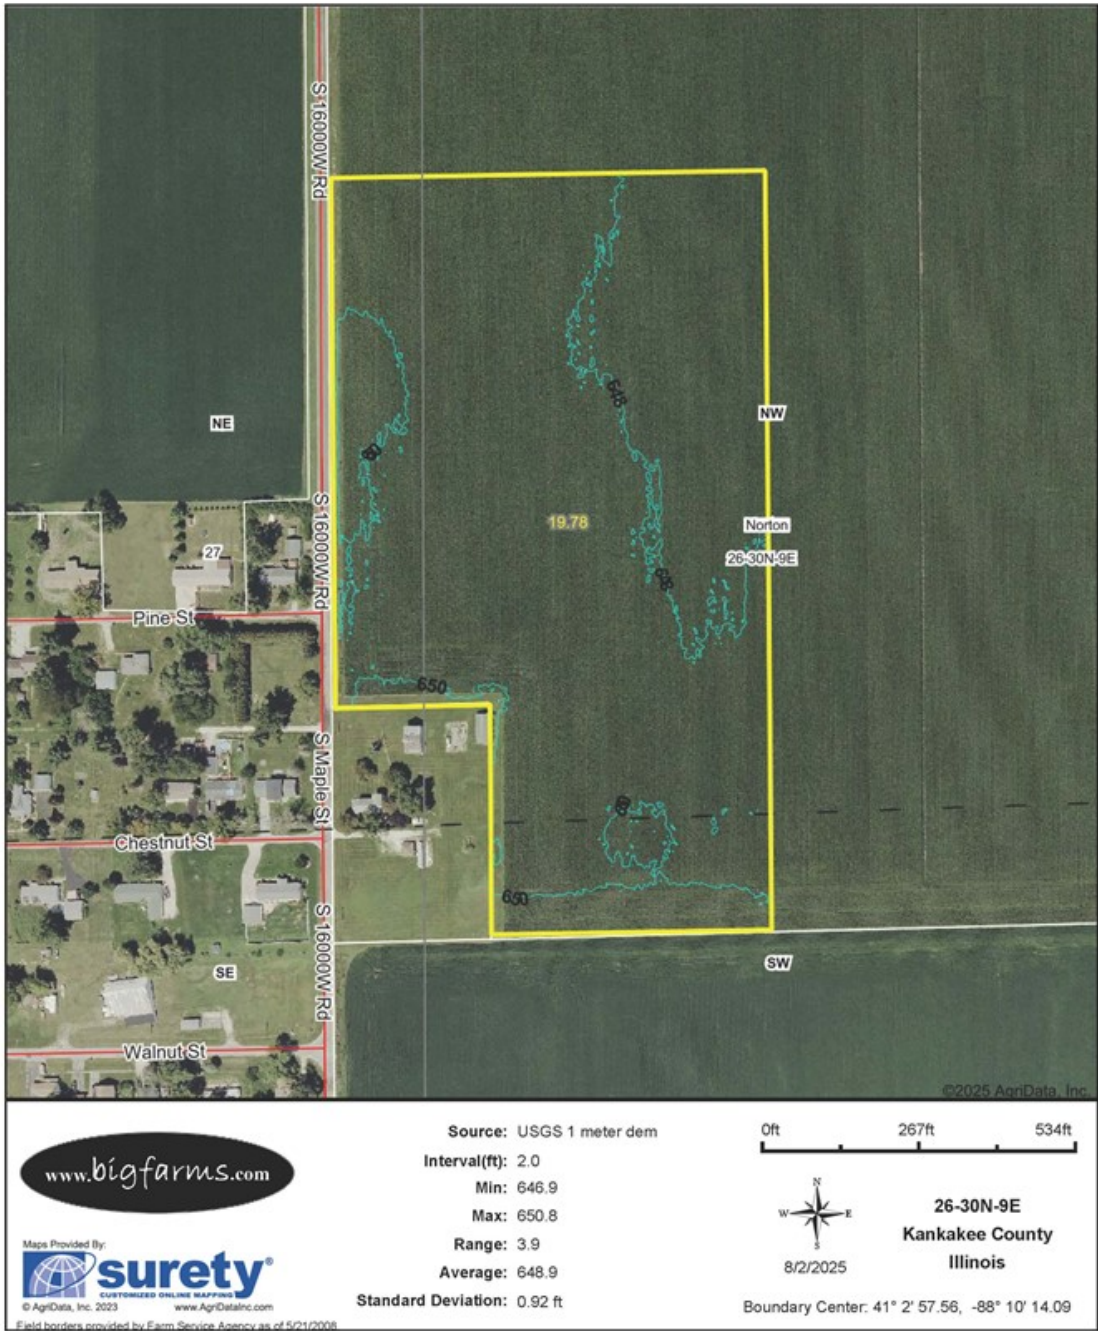 S 16000W Rd
NE
648
NW
650
19.78
S 16000W Rd
Norton
27
26-30N-9E
648
Pine St
650
S Maple St
Chestnut St
650
S 16000W Rd
SE
SW
Walnut St
©2025 AgriData, Inc.
www.bigfarms.com
Maps Provided By:
surety®
CUSTOMIZED ONLINE MAPPING
© AgriData, Inc. 2023 www.AgriDataInc.com
Field borders provided by Farm Service Agency as of 5/21/2008.
Source: USGS 1 meter dem
Interval(ft): 2.0
Min: 646.9
Max: 650.8
Range: 3.9
Average: 648.9
Standard Deviation: 0.92 ft
0ft 267ft 534ft
N
W E
S
8/2/2025
26-30N-9E
Kankakee County
Illinois
Boundary Center: 41° 2' 57.56, -88° 10' 14.09